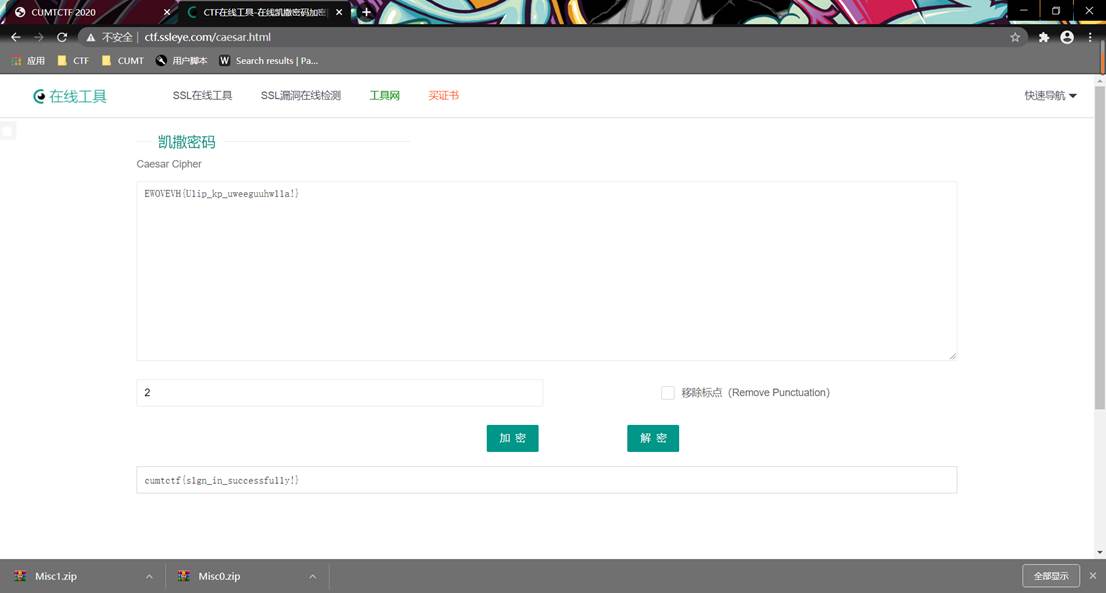 CUMTCTF 2020
CTF在线工具-在线凯撒密码加密
不安全 | ctf.ssleye.com/caesar.html
应用 CTF CUMT 用户脚本 Search results | Pa...
在线工具 SSL在线工具 SSL漏洞在线检测 工具网 买证书 快速导航
凯撒密码
Caesar Cipher
EWOVEVH{U1ip_kp_uweeguuhw11a!}
2 移除标点（Remove Punctuation）
加 密 解 密
cumtctf{s1gn_in_successfully!}
Misc1.zip Misc0.zip 全部显示